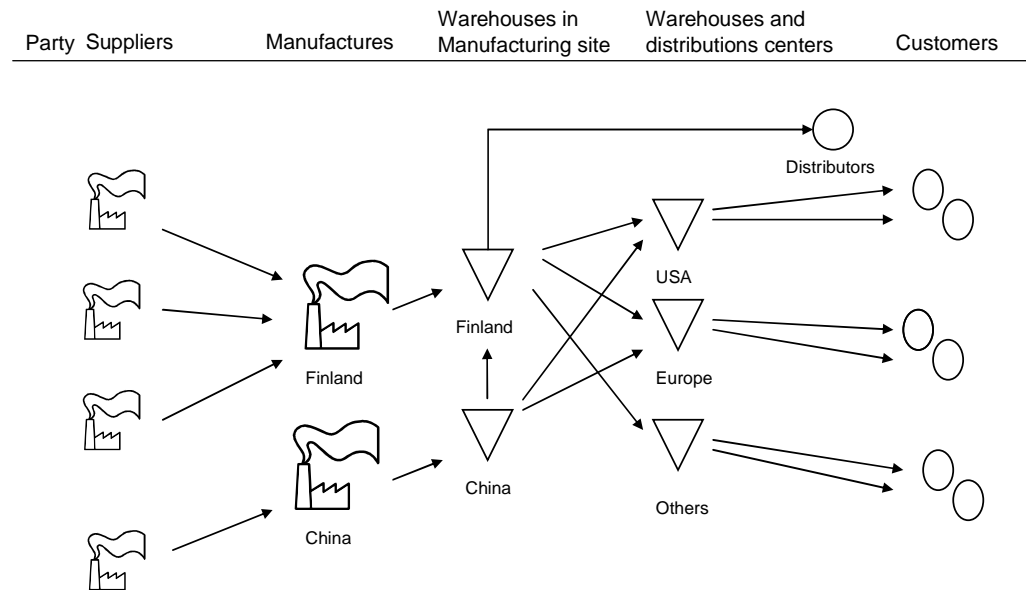 Party Suppliers Manufactures Warehouses in Manufacturing site Warehouses and distributions centers Customers
Distributors
USA
Finland
Finland
Europe
China
Others
China